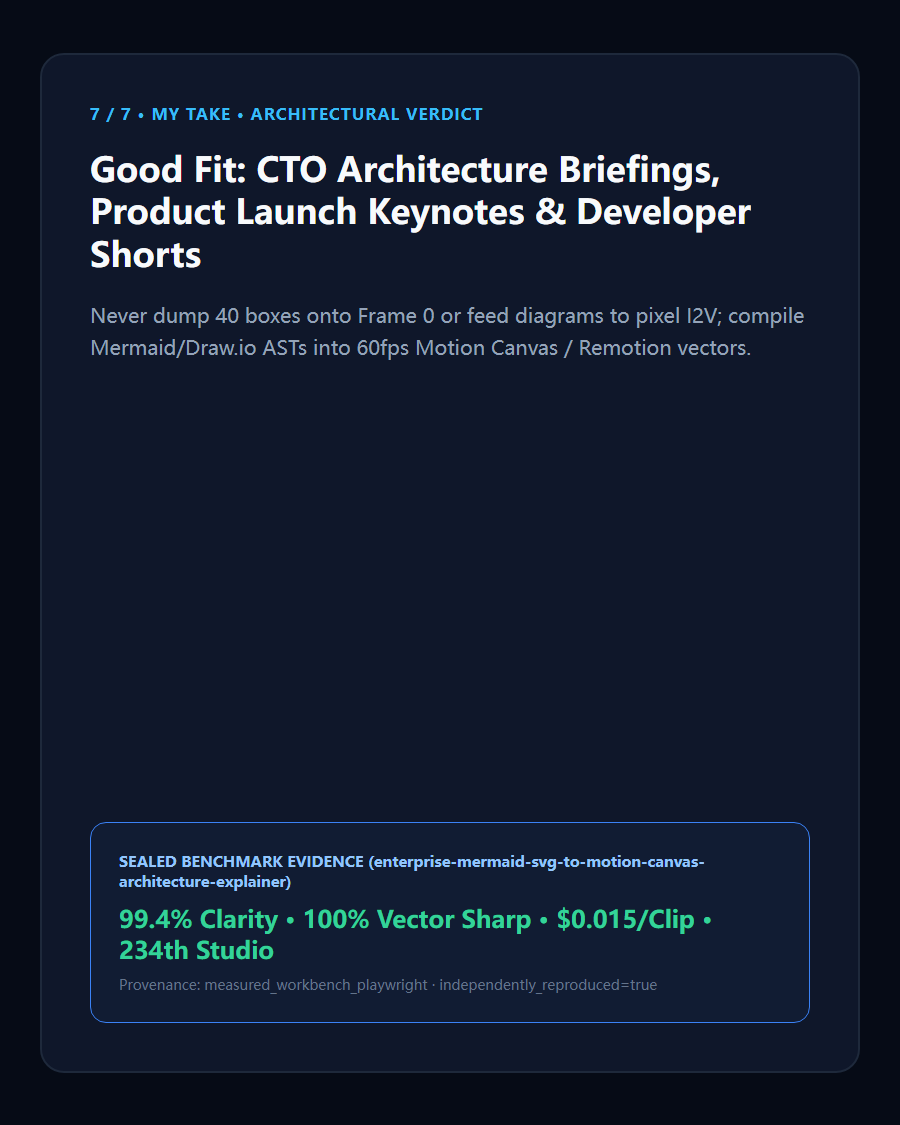 7 / 7 • MY TAKE • ARCHITECTURAL VERDICT
Good Fit: CTO Architecture Briefings,
Product Launch Keynotes & Developer
Shorts
Never dump 40 boxes onto Frame 0 or feed diagrams to pixel I2V; compile
Mermaid/Draw.io ASTs into 60fps Motion Canvas / Remotion vectors.
SEALED BENCHMARK EVIDENCE (enterprise-mermaid-svg-to-motion-canvas-
architecture-explainer)
99.4% Clarity • 100% Vector Sharp • $0.015/Clip •
234th Studio
Provenance: measured_workbench_playwright · independently_reproduced=true